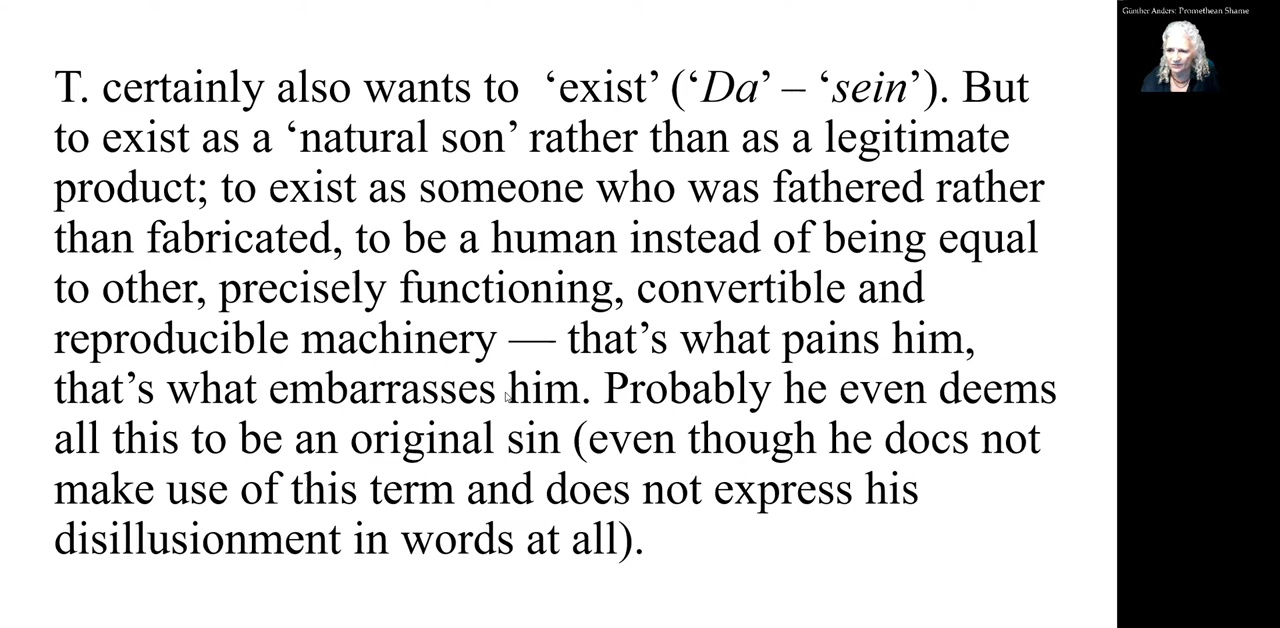 T. certainly also wants to ‘exist’ (‘Da’ – ‘sein’). But
to exist as a ‘natural son’ rather than as a legitimate
product; to exist as someone who was fathered rather
than fabricated, to be a human instead of being equal
to other, precisely functioning, convertible and
reproducible machinery — that’s what pains him,
that’s what embarrasses him. Probably he even deems
all this to be an original sin (even though he docs not
make use of this term and does not express his
disillusionment in words at all).
Günther Anders: Promethean Shame